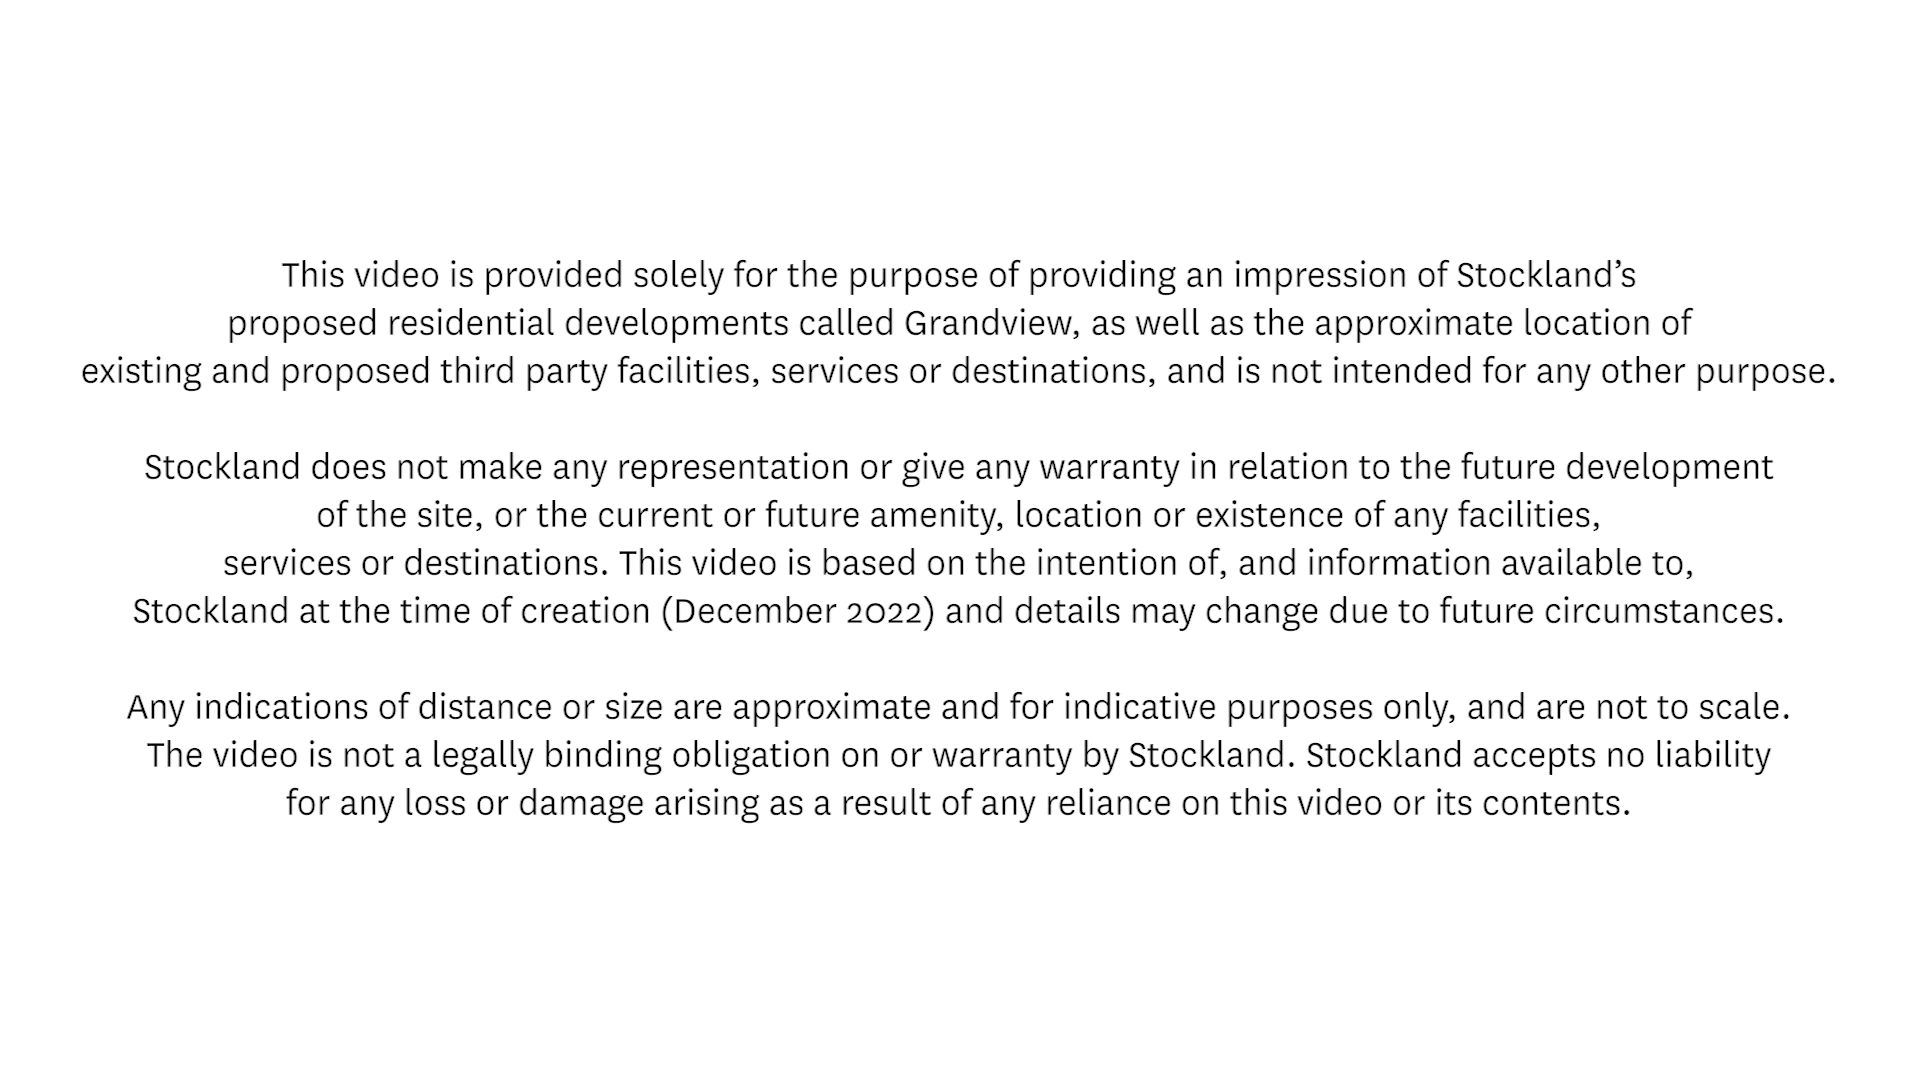 This video is provided solely for the purpose of providing an impression of Stockland’s
proposed residential developments called Grandview, as well as the approximate location of
existing and proposed third party facilities, services or destinations, and is not intended for any other purpose.
Stockland does not make any representation or give any warranty in relation to the future development
of the site, or the current or future amenity, location or existence of any facilities,
services or destinations. This video is based on the intention of, and information available to,
Stockland at the time of creation (December 2022) and details may change due to future circumstances.
Any indications of distance or size are approximate and for indicative purposes only, and are not to scale.
The video is not a legally binding obligation on or warranty by Stockland. Stockland accepts no liability
for any loss or damage arising as a result of any reliance on this video or its contents.